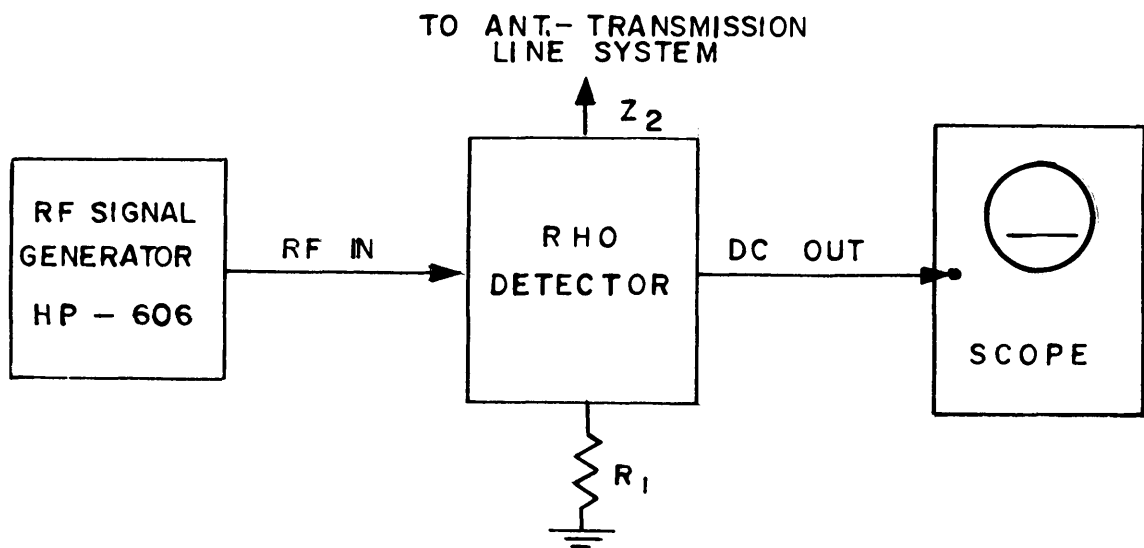 TO ANT.- TRANSMISSION
LINE SYSTEM
Z2
RF SIGNAL
GENERATOR
HP - 606
RF IN
RHO
DETECTOR
DC OUT
SCOPE
R1